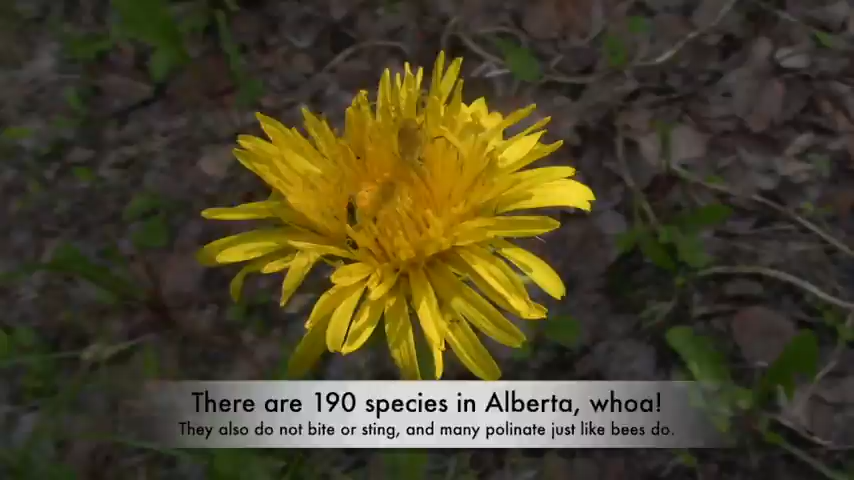 There are 190 species in Alberta, whoa!
They also do not bite or sting, and many polinate just like bees do.